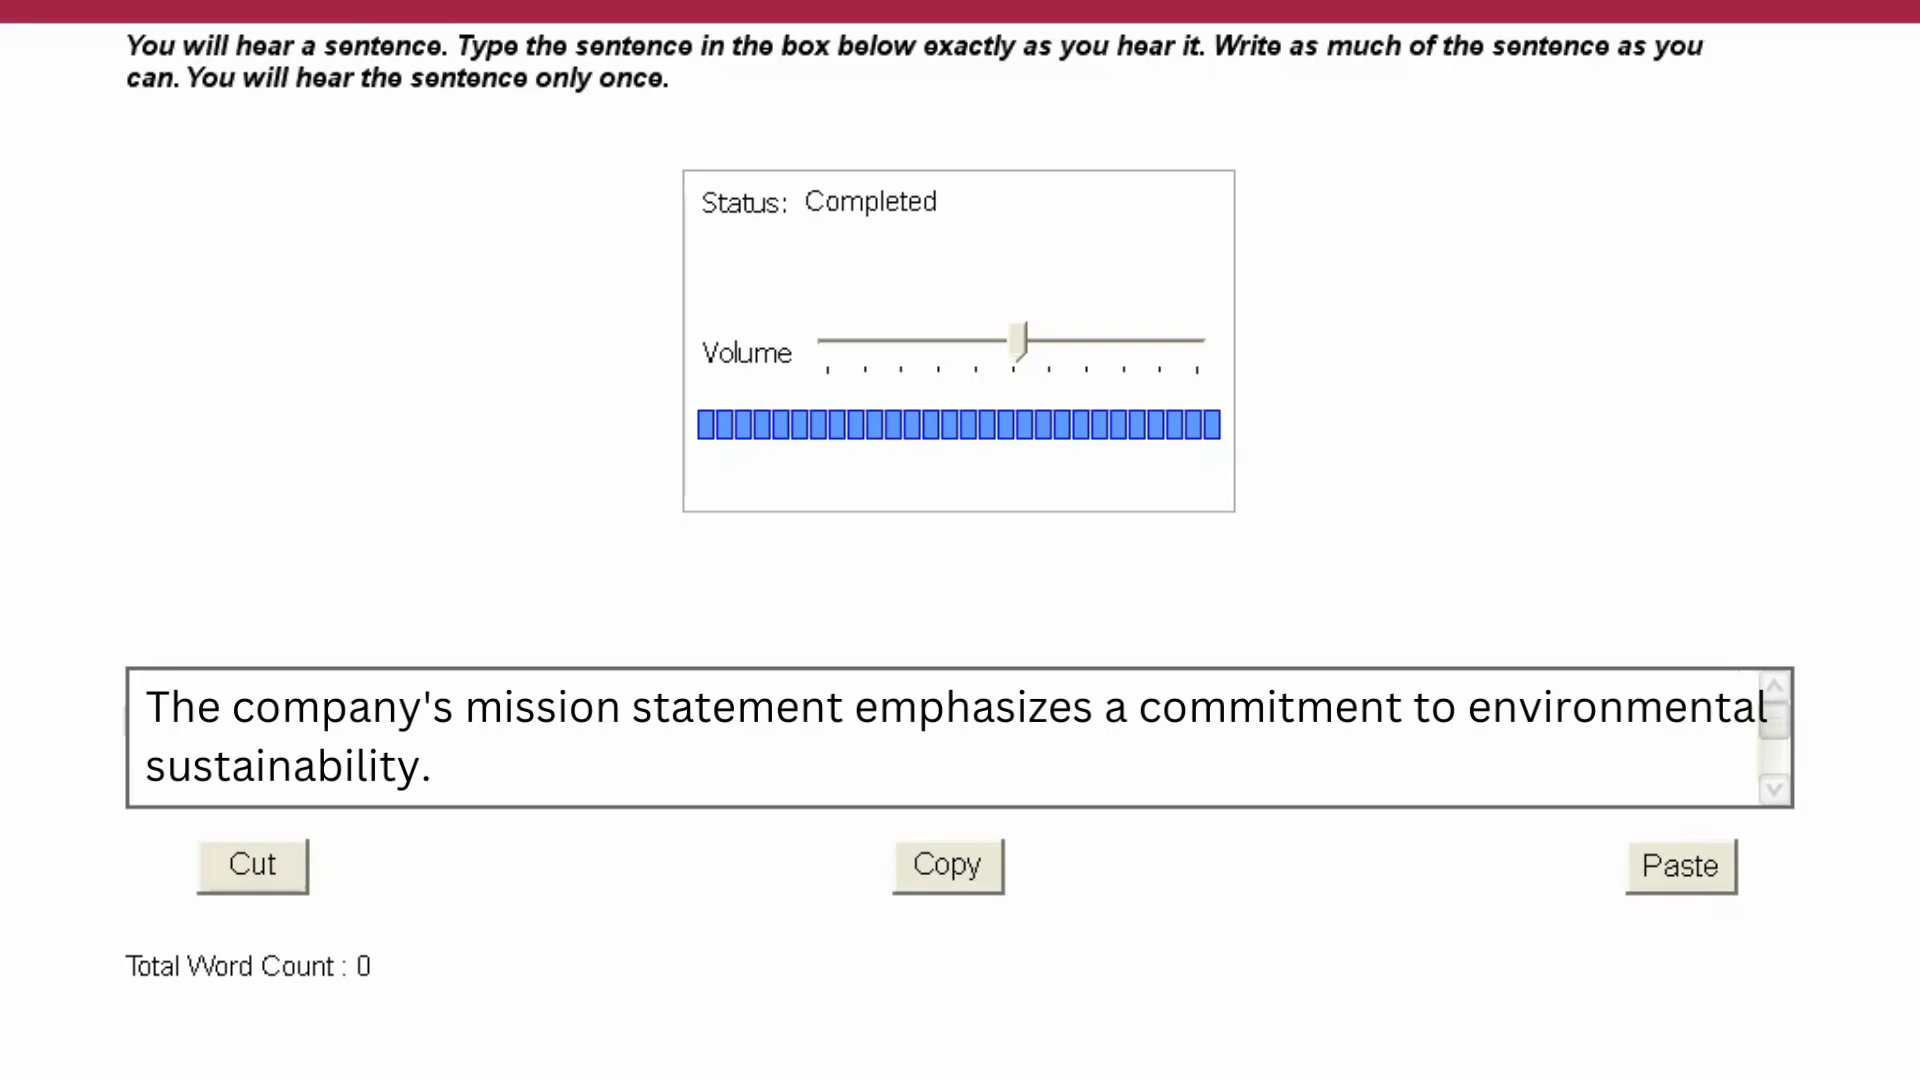 You will hear a sentence. Type the sentence in the box below exactly as you hear it. Write as much of the sentence as you
can. You will hear the sentence only once.
Status: Completed
Volume
The company's mission statement emphasizes a commitment to environmental
sustainability.
Cut Copy Paste
Total Word Count : 0